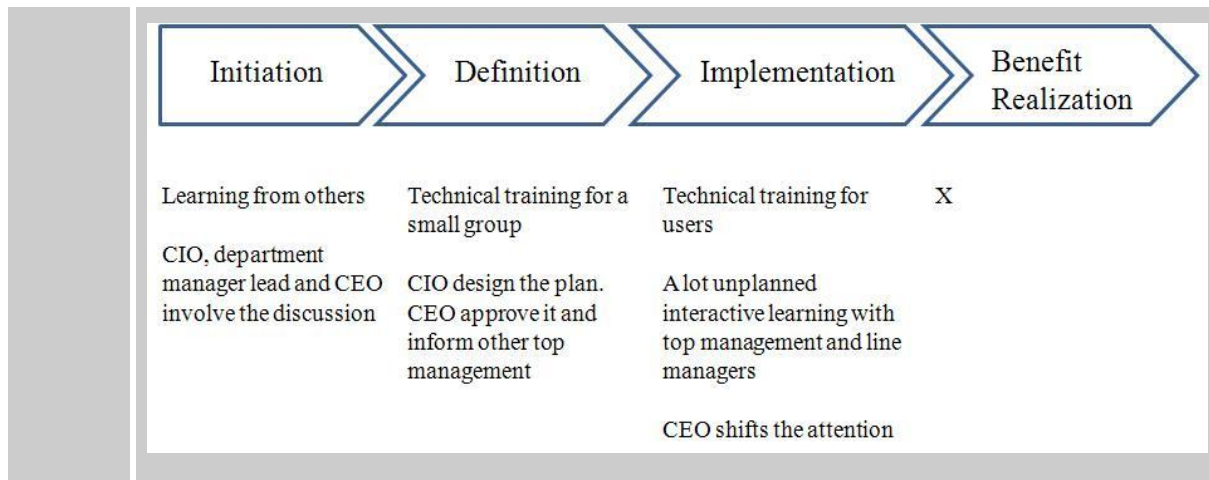 Initiation
Definition
Implementation
Benefit
Realization
Learning from others
CIO, department
manager lead and CEO
involve the discussion
Technical training for a
small group
CIO design the plan.
CEO approve it and
inform other top
management
Technical training for
users
A lot unplanned
interactive learning with
top management and line
managers
CEO shifts the attention
X